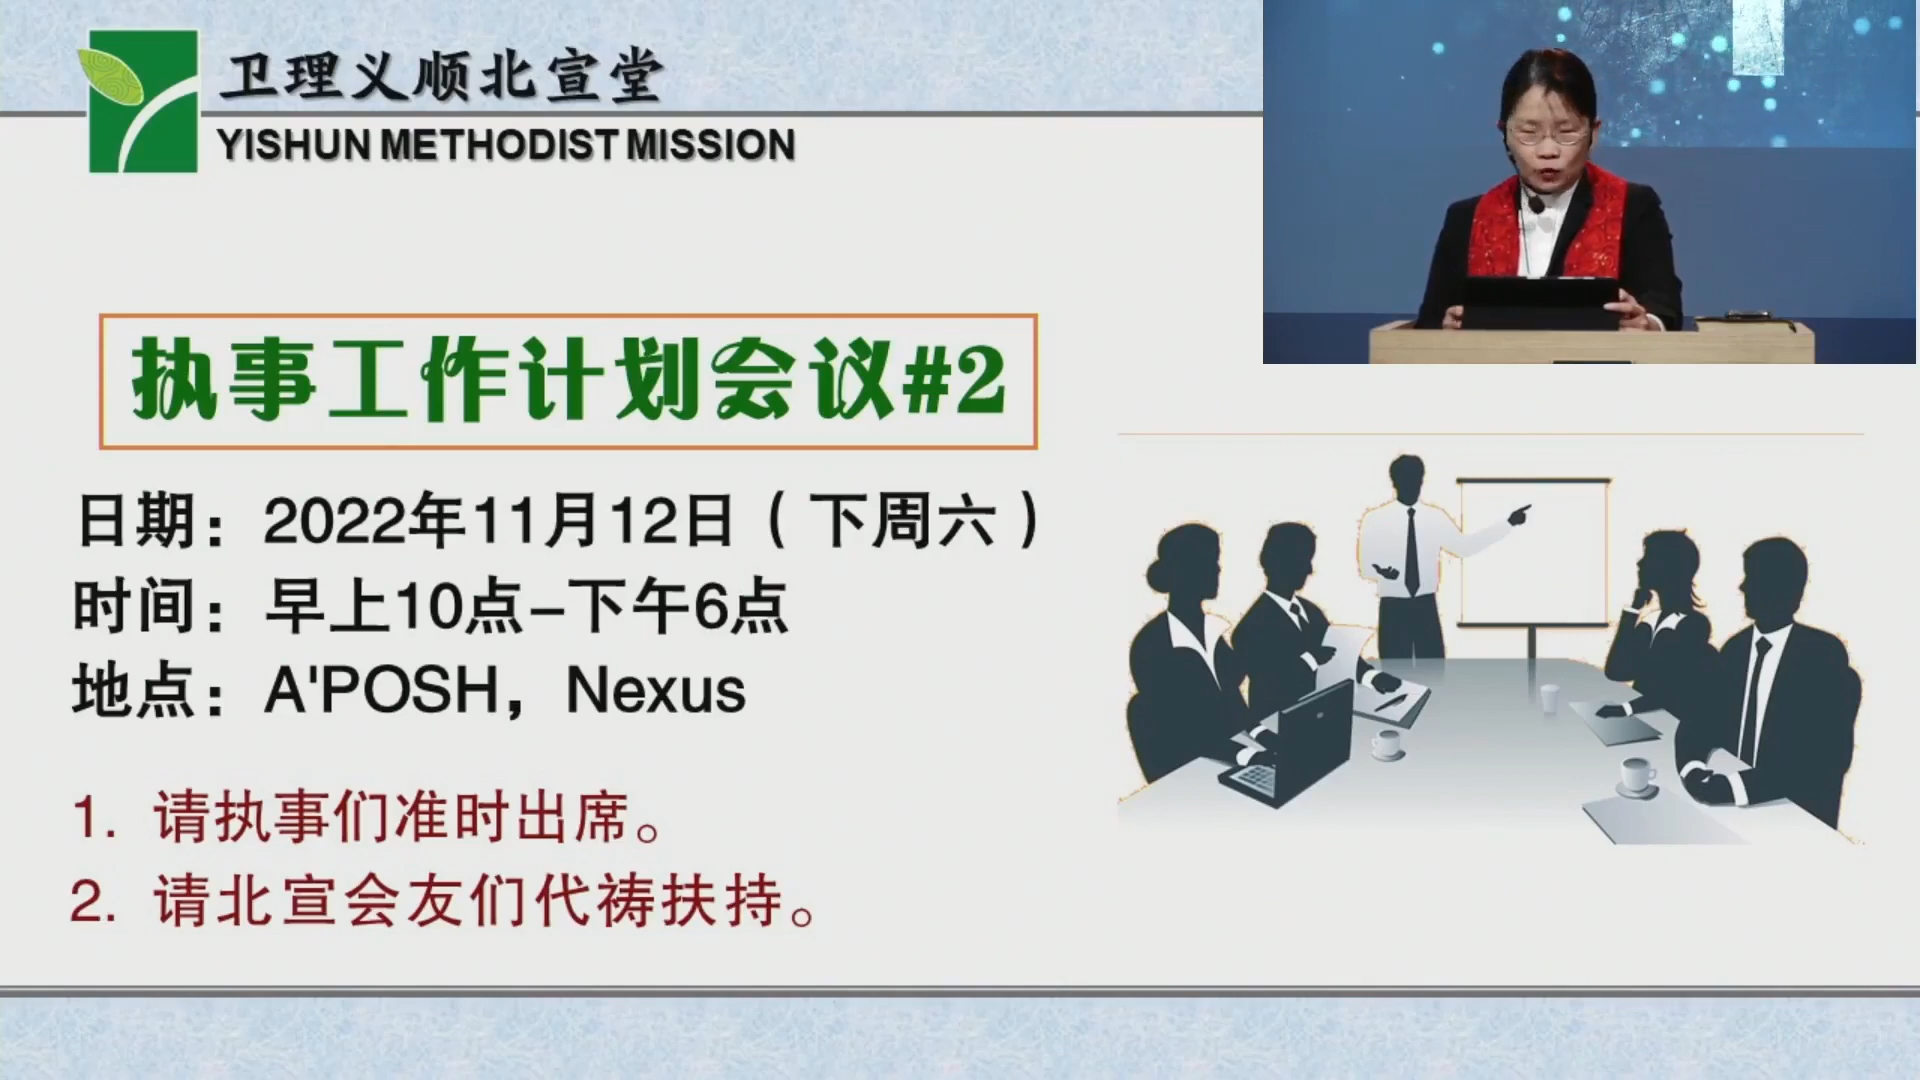 卫理义顺北宣堂
YISHUN METHODIST MISSION
执事工作计划会议#2
日期：2022年11月12日（下周六）
时间：早上10点-下午6点
地点：A'POSH，Nexus
1. 请执事们准时出席。
2. 请北宣会友们代祷扶持。